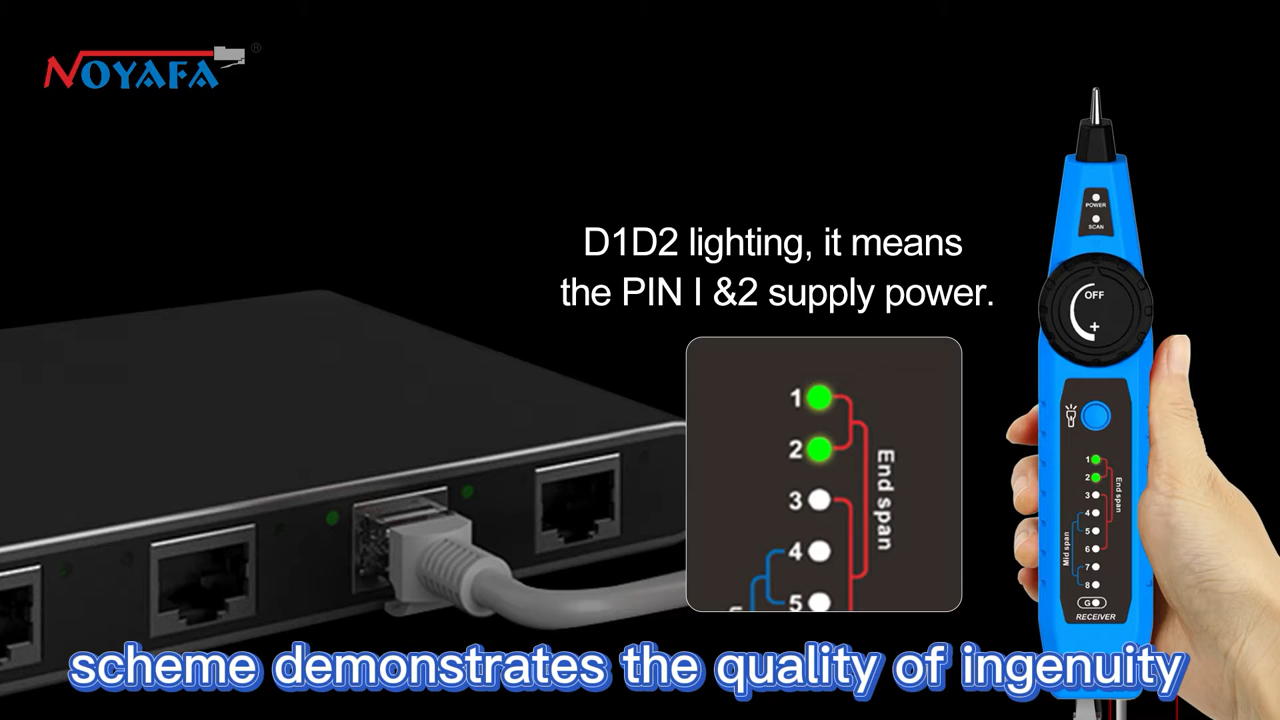 NOYAFA®
D1D2 lighting, it means
the PIN I &2 supply power.
1
2
3
4
5
End span
POWER
SCAN
OFF
+
1
2
3
4
5
6
7
8
End span
Mid span
G
RECEIVER
scheme demonstrates the quality of ingenuity